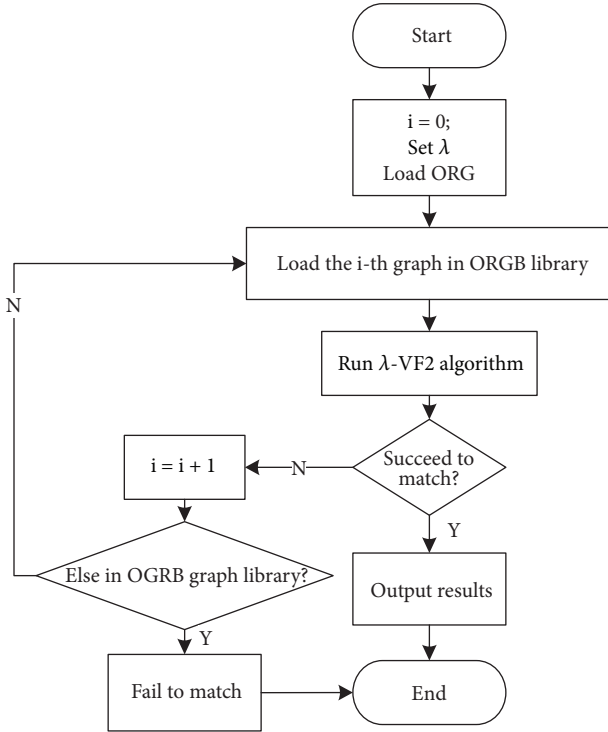 Start
i = 0;
Set λ
Load ORG
Load the i-th graph in ORGB library
N
Run λ-VF2 algorithm
Succeed to
match?
N
i = i + 1
Y
Else in OGRB graph library?
Output results
Y
Fail to match
End